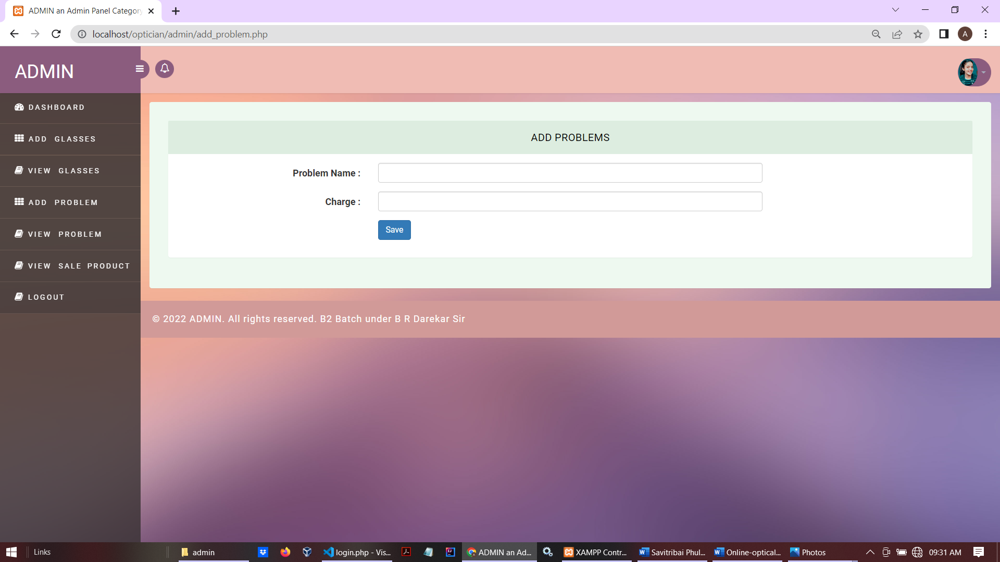 ADMIN an Admin Panel Category
localhost/optician/admin/add_problem.php
A
ADMIN
DASHBOARD
ADD GLASSES
VIEW GLASSES
ADD PROBLEM
VIEW PROBLEM
VIEW SALE PRODUCT
LOGOUT
ADD PROBLEMS
Problem Name :
Charge :
Save
© 2022 ADMIN. All rights reserved. B2 Batch under B R Darekar Sir
Links
admin
login.php - Vis...
ADMIN an Ad...
XAMPP Contr...
Savitribai Phul...
Online-optical...
Photos
09:31 AM